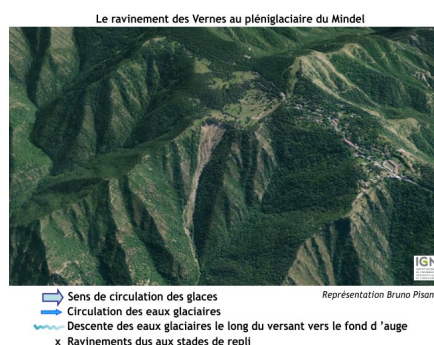 Le ravinement des Vernes au pléniglaciaire du Mindel
IGN
Représentation Bruno Pisano
Sens de circulation des glaces
Circulation des eaux glaciaires
Descente des eaux glaciaires le long du versant vers le fond d 'auge
x Ravinements dus aux stades de repli